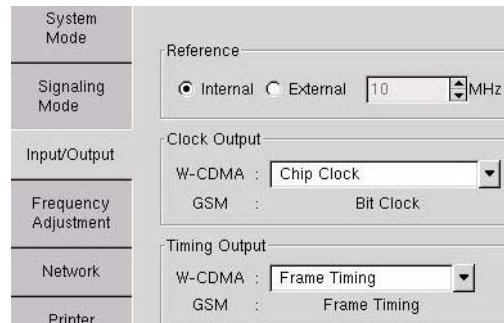 System
Mode
Signaling
Mode
Input/Output
Frequency
Adjustment
Network
Printer
Reference
Internal External 10 MHz
Clock Output
W-CDMA : Chip Clock
GSM : Bit Clock
Timing Output
W-CDMA : Frame Timing
GSM : Frame Timing